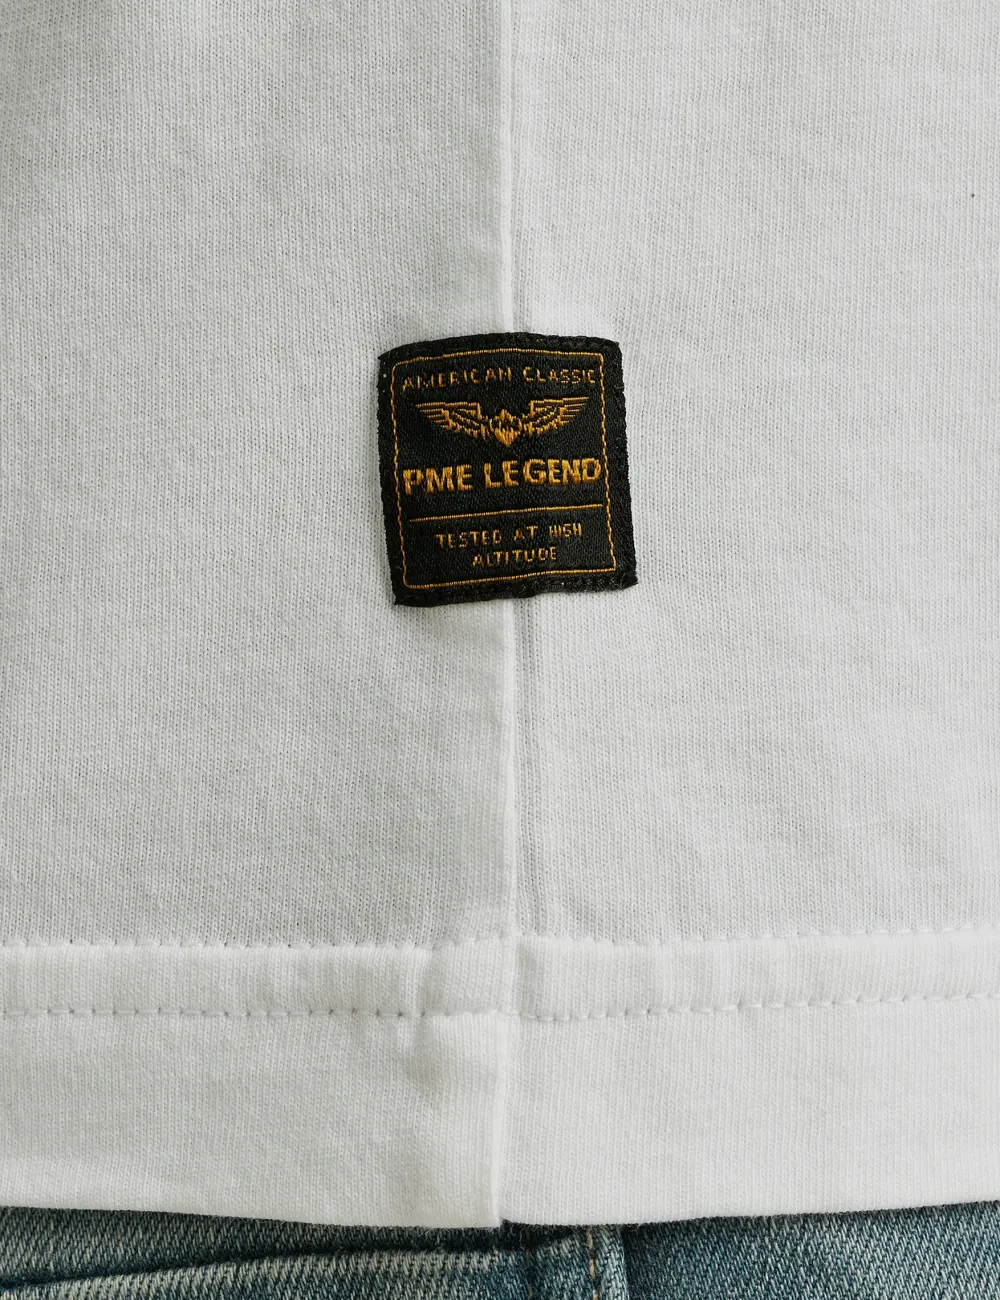 AMERICAN CLASSIC
PME LEGEND
TESTED AT HIGH
ALTITUDE